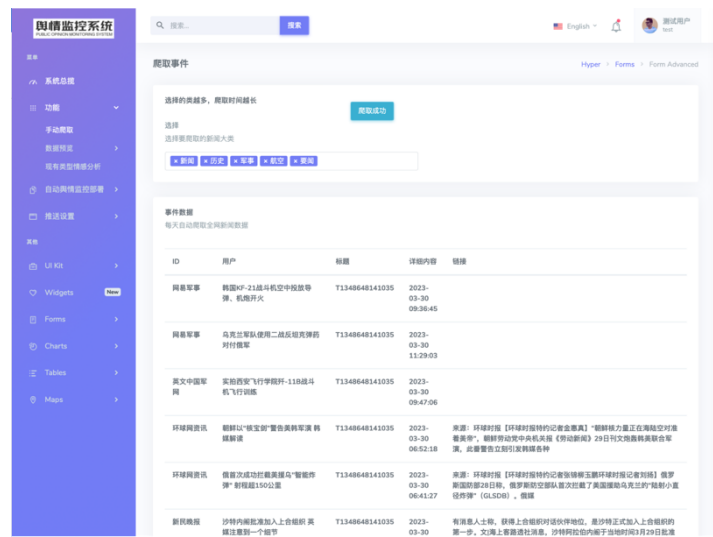 舆情监控系统
PUBLIC OPINION MONITORING SYSTEM
搜索...
搜索
English
测试用户
test
菜单
系统总揽
功能
手动爬取
数据预览
现有类型情感分析
自动舆情监控部署
推送设置
其他
UI Kit
Widgets
New
Forms
Charts
Tables
Maps
爬取事件
Hyper > Forms > Form Advanced
选择的类越多，爬取时间越长
爬取成功
选择
选择要爬取的新闻大类
× 新闻 × 历史 × 军事 × 航空 × 要闻
事件数据
每天自动爬取全网新闻数据
ID 用户 标题 详细内容 链接
网易军事 韩国KF-21战斗机空中投放导 T1348648141035 2023-
弹、机炮开火 03-30
09:36:45
网易军事 乌克兰军队使用二战反坦克弹药 T1348648141035 2023-
对付俄军 03-30
11:29:03
英文中国军 实拍西安飞行学院歼-11B战斗 T1348648141035 2023-
网 机飞行训练 03-30
09:47:06
环球网资讯 朝鲜以"核宝剑"警告美韩军演 韩 T1348648141035 2023- 来源：环球时报【环球时报特约记者金惠真】"朝鲜核力量正在海陆空对准
媒解读 03-30 着美帝"，朝鲜劳动党中央机关报《劳动新闻》29日刊文炮轰韩美联合军
06:52:18 演，此番警告立刻引发韩媒各种
环球网资讯 俄首次成功拦截美援乌"智能炸 T1348648141035 2023- 来源：环球时报【环球时报特约记者张锦柳玉鹏环球时报记者刘扬】俄罗
弹" 射程超150公里 03-30 斯国防部28日称，俄罗斯防空部队首次拦截了美国援助乌克兰的"陆射小直
06:41:27 径炸弹"（GLSDB）。俄媒
新民晚报 沙特内阁批准加入上合组织 英 T1348648141035 2023- 有消息人士称，获得上合组织对话伙伴地位，是沙特正式加入上合组织的
媒注意到一个细节 03-30 第一步。文|海上客路透社消息，沙特阿拉伯内阁于当地时间3月29日批准